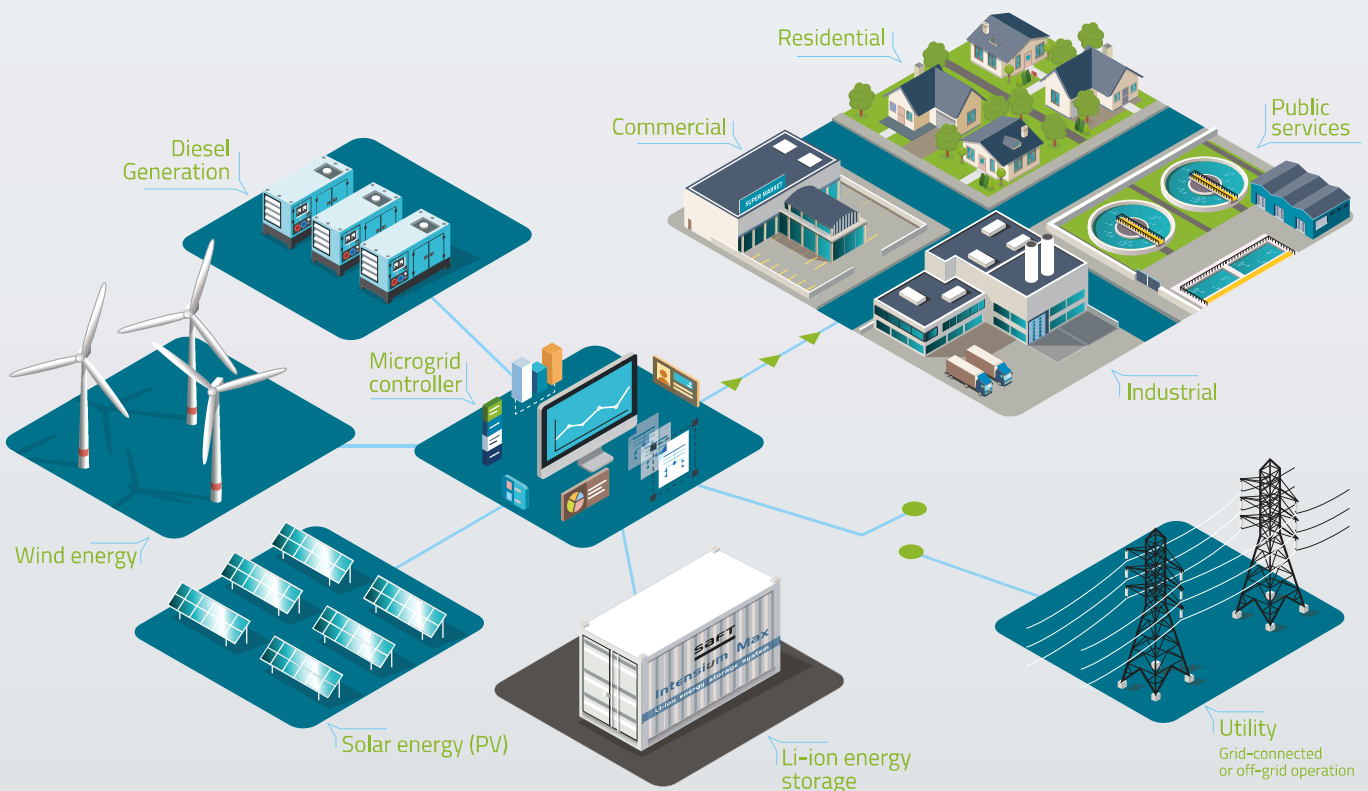 Residential
Commercial
Public
services
Diesel
Generation
SUPER MARKET
Microgrid
controller
Industrial
Wind energy
saft
Intensium Max
Li-ion energy storage system
Solar energy (PV)
Li-ion energy
storage
Utility
Grid-connected
or off-grid operation